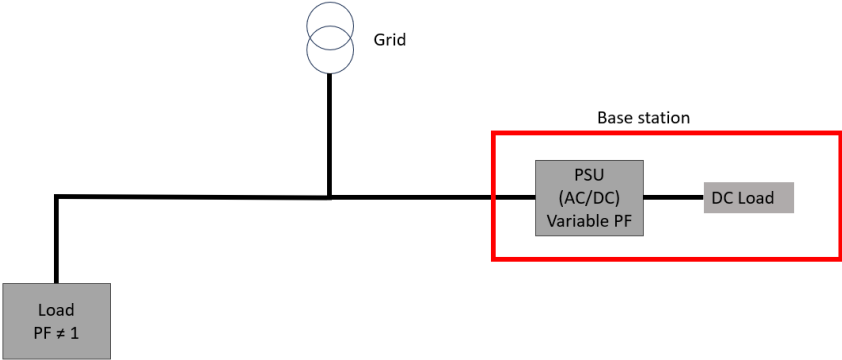 Grid
Base station
PSU
(AC/DC)
Variable PF
DC Load
Load
PF ≠ 1